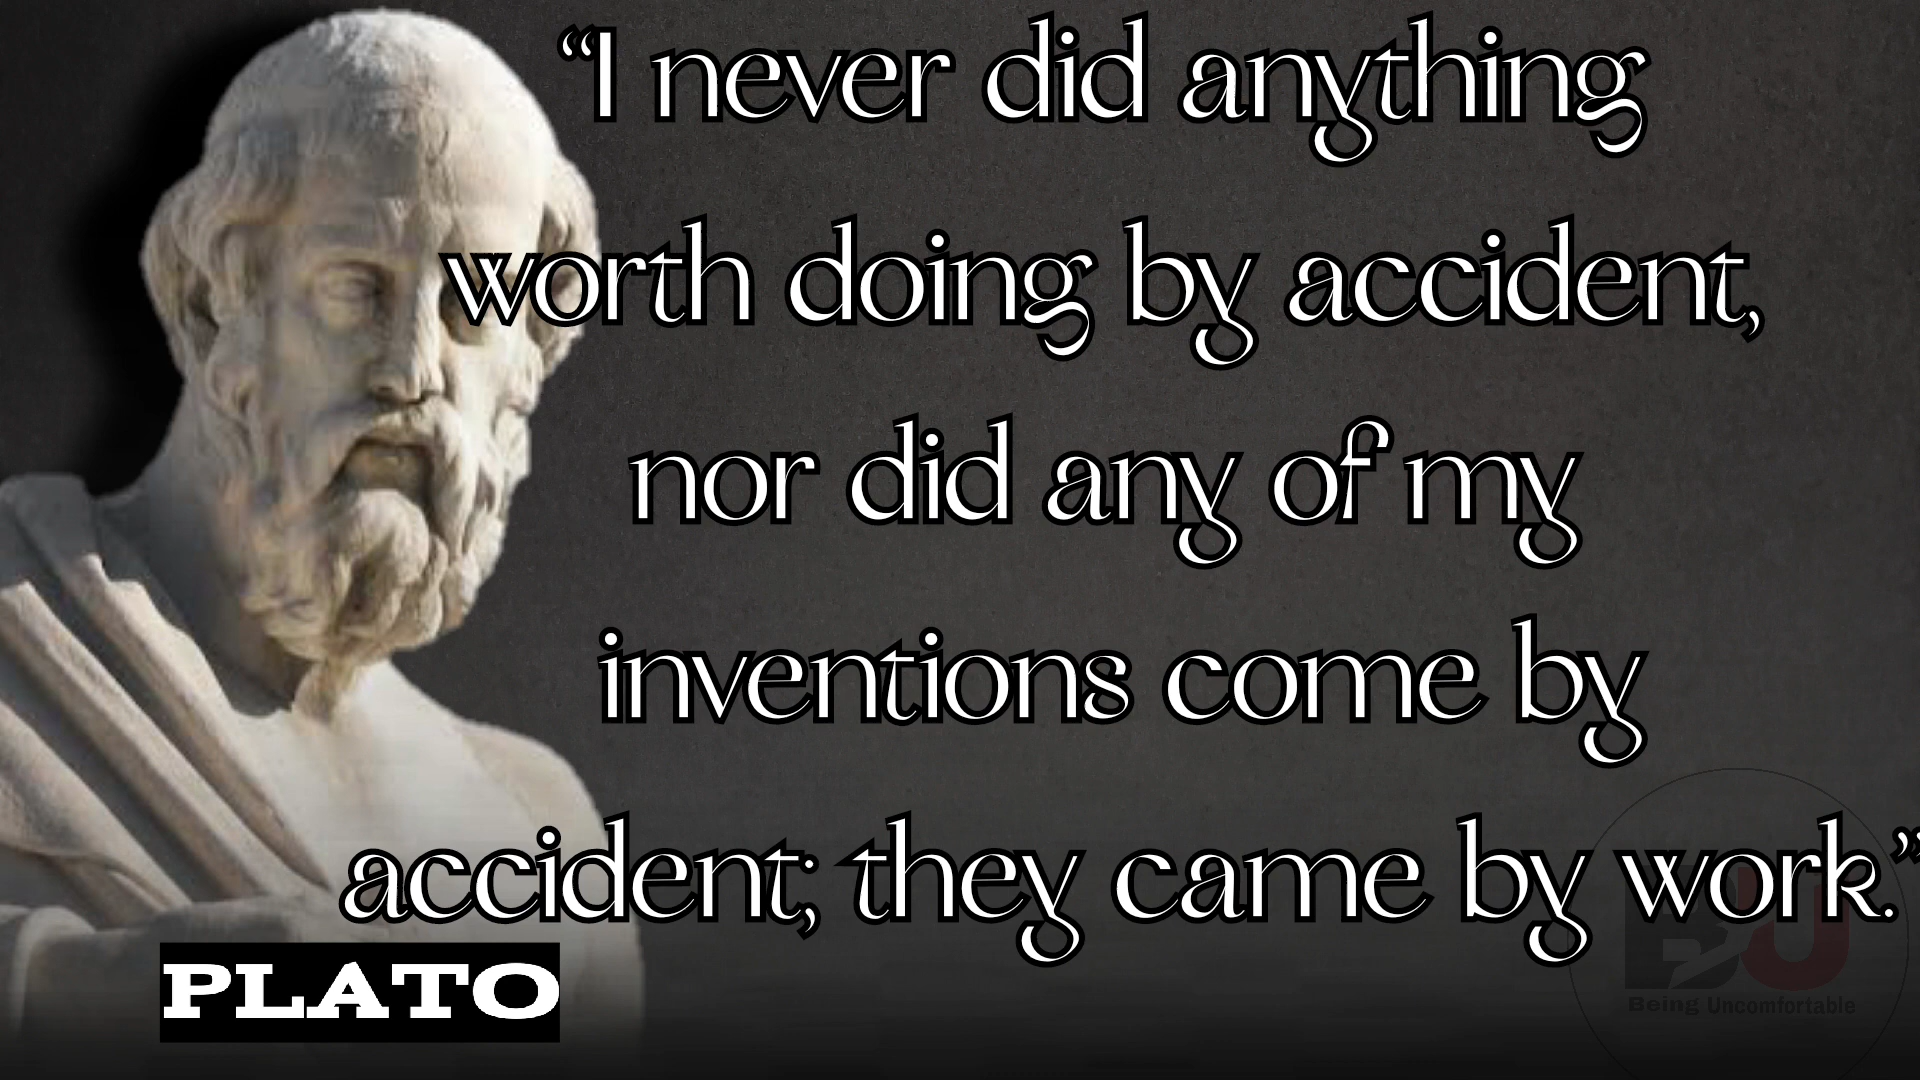 “I never did anything
worth doing by accident,
nor did any of my
inventions come by
accident; they came by work.”
PLATO
BU
Being Uncomfortable